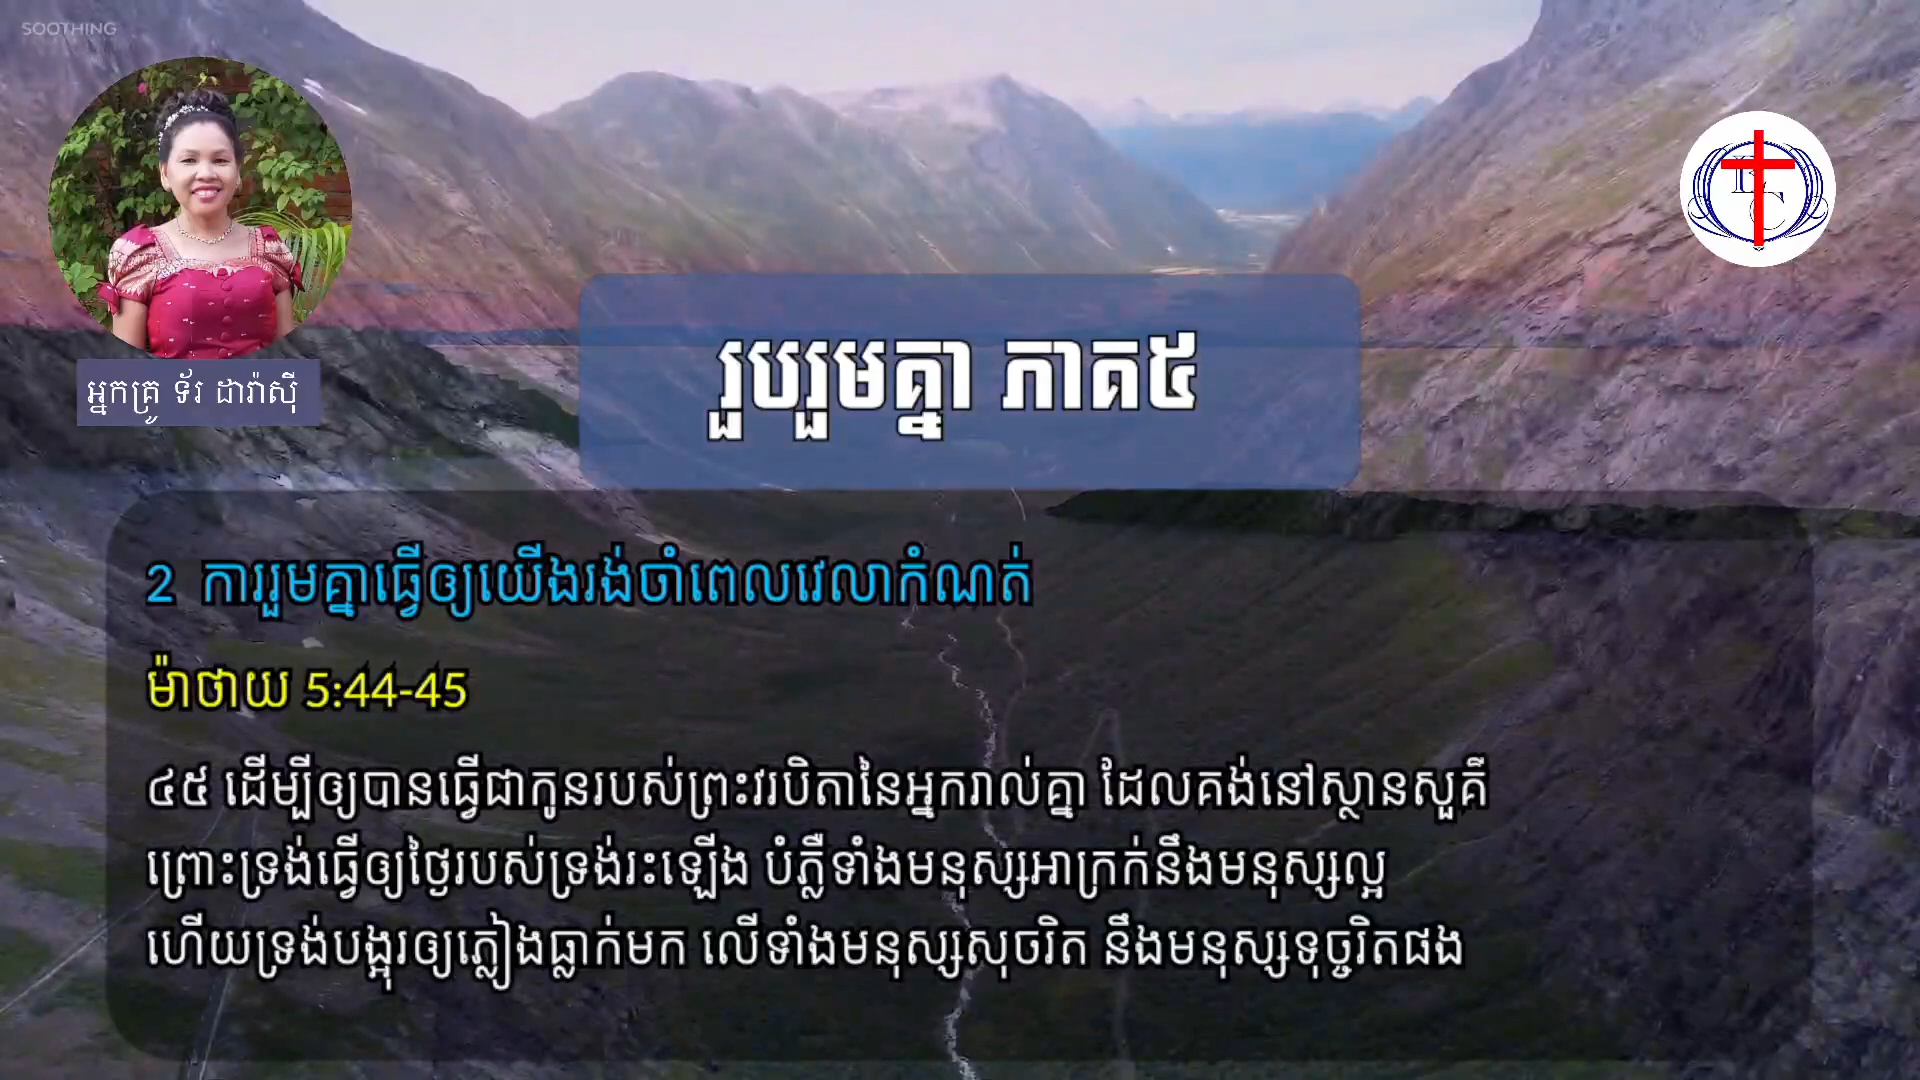 SOOTHING
អ្នកគ្រូ ទ័រ ដារ៉ាស៊ី
រួបរួមគ្នា ភាគ៥
2 ការរួមគ្នាធ្វើឲ្យយើងរង់ចាំពេលវេលាកំណត់
ម៉ាថាយ 5:44-45
៤៥ ដើម្បីឲ្យបានធ្វើជាកូនរបស់ព្រះវរបិតានៃអ្នករាល់គ្នា ដែលគង់នៅស្ថានសួគ៌
ព្រោះទ្រង់ធ្វើឲ្យថ្ងៃរបស់ទ្រង់រះឡើង បំភ្លឺទាំងមនុស្សអាក្រក់នឹងមនុស្សល្អ
ហើយទ្រង់បង្អុរឲ្យភ្លៀងធ្លាក់មក លើទាំងមនុស្សសុចរិត នឹងមនុស្សទុច្ចរិតផង